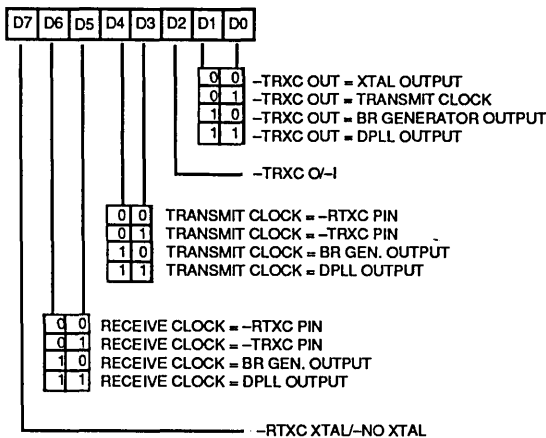 D7 D6 D5 D4 D3 D2 D1 D0
0 0 –TRXC OUT = XTAL OUTPUT
0 1 –TRXC OUT = TRANSMIT CLOCK
1 0 –TRXC OUT = BR GENERATOR OUTPUT
1 1 –TRXC OUT = DPLL OUTPUT
–TRXC O/–I
0 0 TRANSMIT CLOCK = –RTXC PIN
0 1 TRANSMIT CLOCK = –TRXC PIN
1 0 TRANSMIT CLOCK = BR GEN. OUTPUT
1 1 TRANSMIT CLOCK = DPLL OUTPUT
0 0 RECEIVE CLOCK = –RTXC PIN
0 1 RECEIVE CLOCK = –TRXC PIN
1 0 RECEIVE CLOCK = BR GEN. OUTPUT
1 1 RECEIVE CLOCK = DPLL OUTPUT
–RTXC XTAL/–NO XTAL